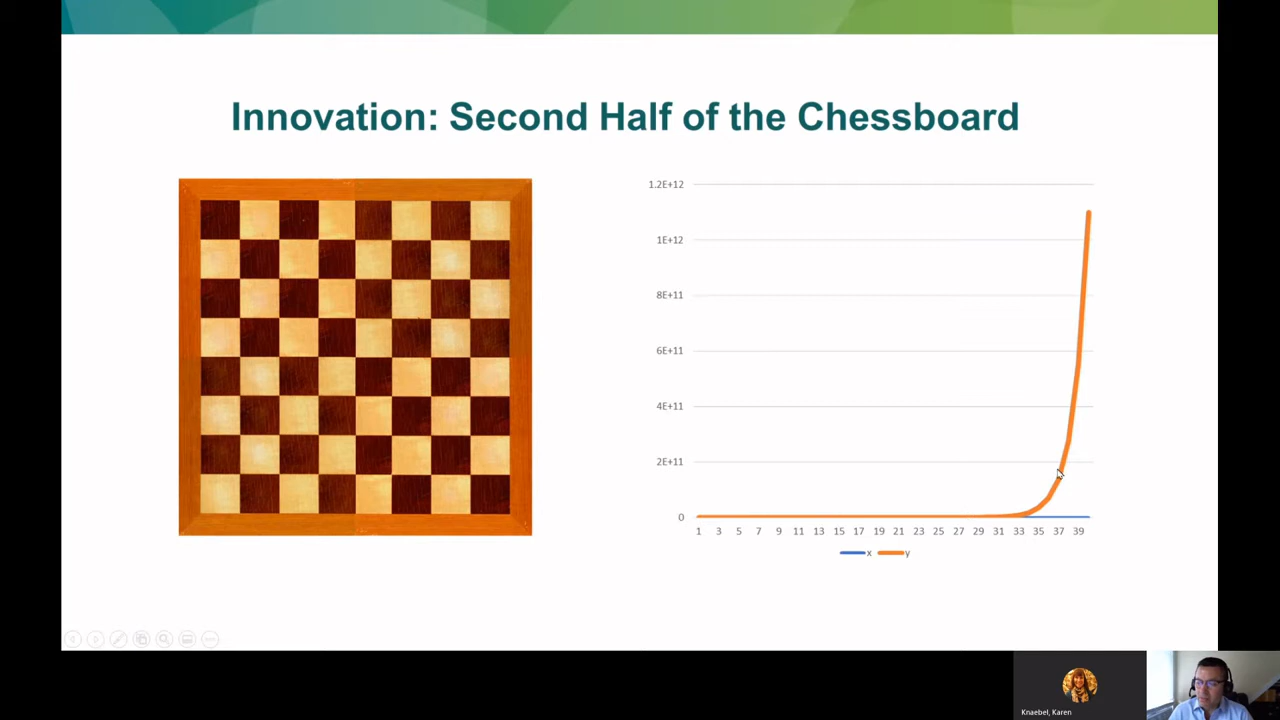 Innovation: Second Half of the Chessboard
1.2E+12
1E+12
8E+11
6E+11
4E+11
2E+11
0
1 3 5 7 9 11 13 15 17 19 21 23 25 27 29 31 33 35 37 39
x y
Knaebel, Karen